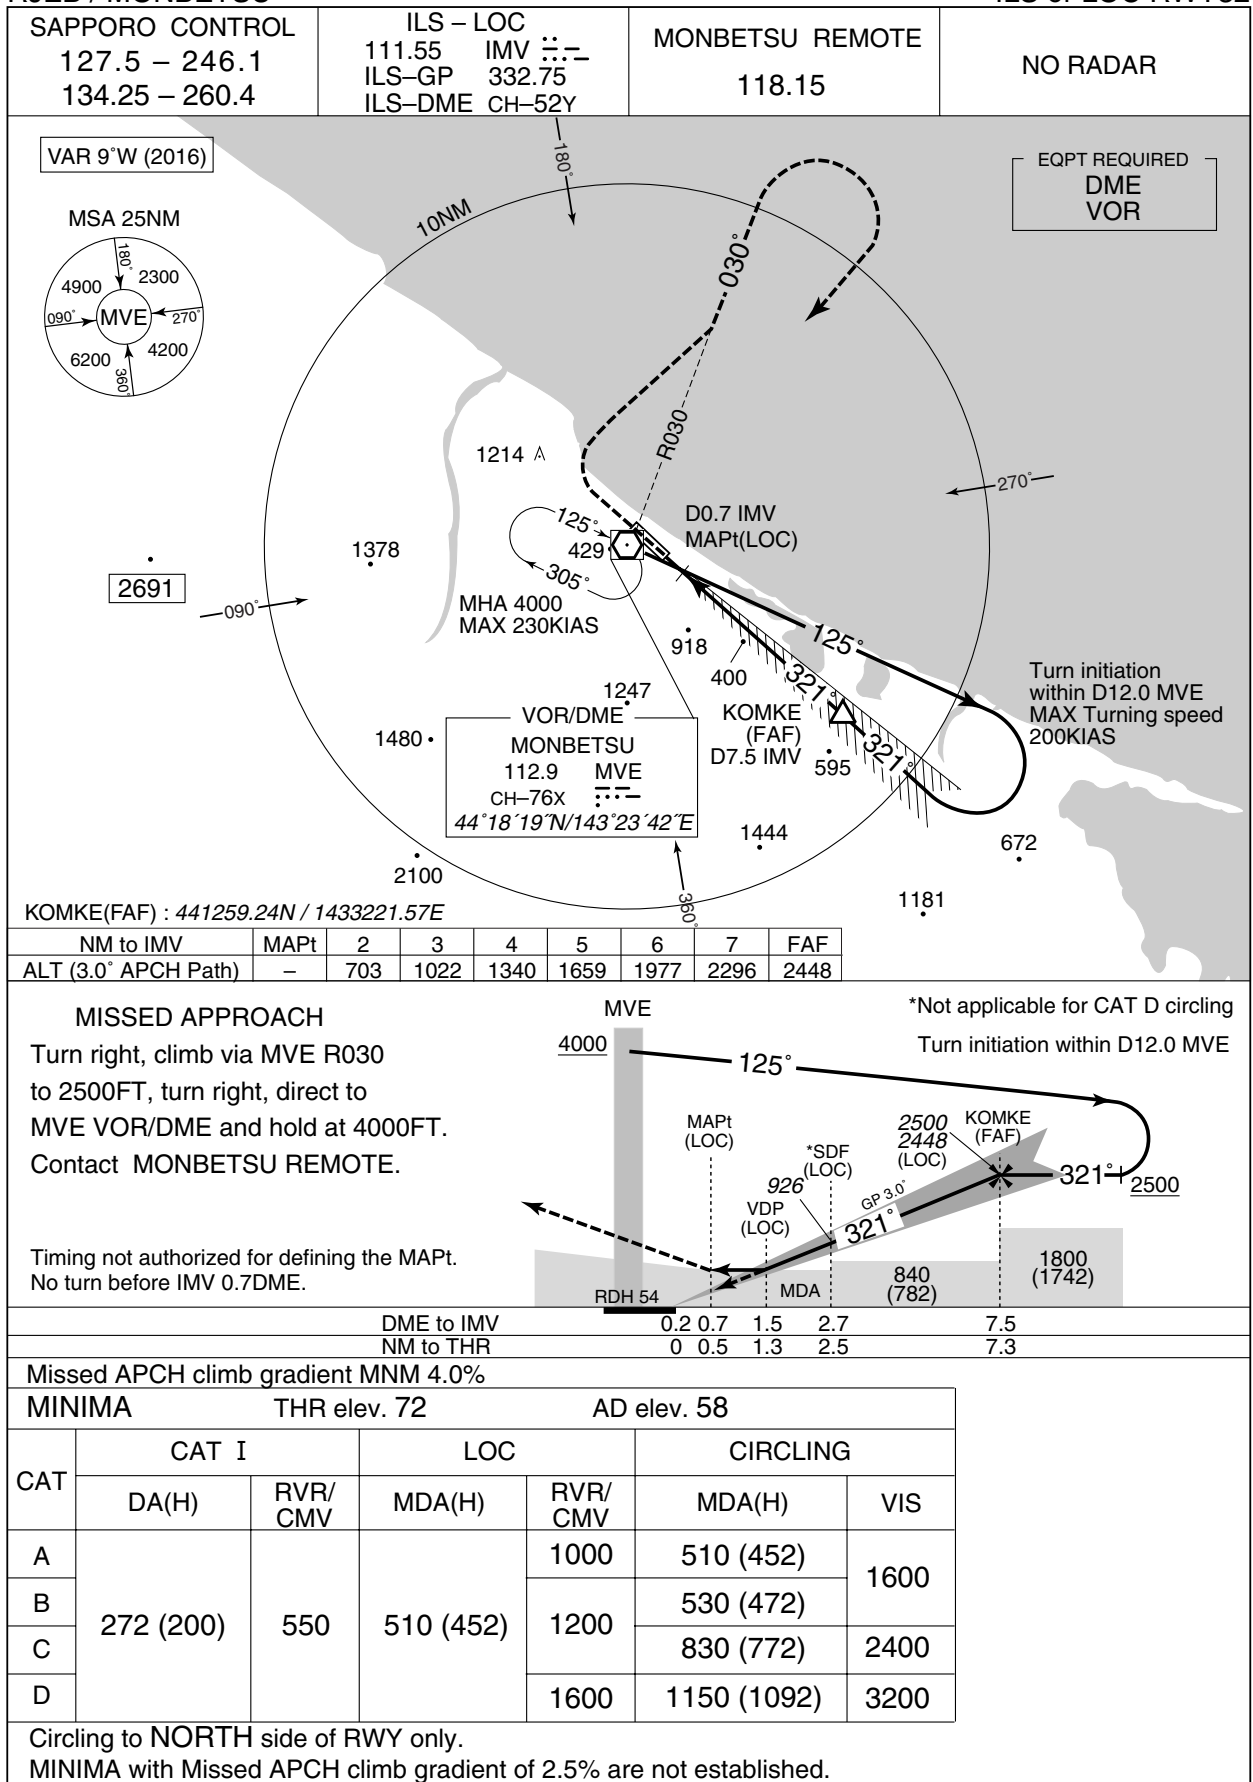 SAPPORO CONTROL
127.5 – 246.1
134.25 – 260.4
ILS – LOC
111.55 IMV
ILS–GP 332.75
ILS–DME CH–52Y
MONBETSU REMOTE
118.15
NO RADAR
VAR 9°W (2016)
EQPT REQUIRED
DME
VOR
MSA 25NM
180°
4900
2300
090°
MVE
270°
6200
4200
360°
10NM
180°
030°
R030
1214
270°
125°
429
305°
D0.7 IMV
MAPt(LOC)
1378
2691
090°
MHA 4000
MAX 230KIAS
918
400
125°
321°
Turn initiation
within D12.0 MVE
MAX Turning speed
200KIAS
1247
KOMKE
(FAF)
D7.5 IMV
321°
595
1480
VOR/DME
MONBETSU
112.9 MVE
CH–76X
44°18´19˝N/143°23´42˝E
1444
672
2100
360°
1181
KOMKE(FAF) : 441259.24N / 1433221.57E
NM to IMV MAPt 2 3 4 5 6 7 FAF
ALT (3.0° APCH Path) – 703 1022 1340 1659 1977 2296 2448
MISSED APPROACH
Turn right, climb via MVE R030
to 2500FT, turn right, direct to
MVE VOR/DME and hold at 4000FT.
Contact MONBETSU REMOTE.
Timing not authorized for defining the MAPt.
No turn before IMV 0.7DME.
MVE
*Not applicable for CAT D circling
Turn initiation within D12.0 MVE
4000
125°
MAPt
(LOC)
*SDF
(LOC)
2500
2448
(LOC)
KOMKE
(FAF)
926
VDP
(LOC)
GP 3.0°
321°
321°
2500
RDH 54
MDA
840
(782)
1800
(1742)
DME to IMV 0.2 0.7 1.5 2.7 7.5
NM to THR 0 0.5 1.3 2.5 7.3
Missed APCH climb gradient MNM 4.0%
MINIMA THR elev. 72 AD elev. 58
CAT
CAT I
LOC
CIRCLING
DA(H)
RVR/
CMV
MDA(H)
RVR/
CMV
MDA(H)
VIS
A 1000 510 (452) 1600
B 272 (200) 550 510 (452) 1200 530 (472)
C 830 (772) 2400
D 1600 1150 (1092) 3200
Circling to NORTH side of RWY only.
MINIMA with Missed APCH climb gradient of 2.5% are not established.